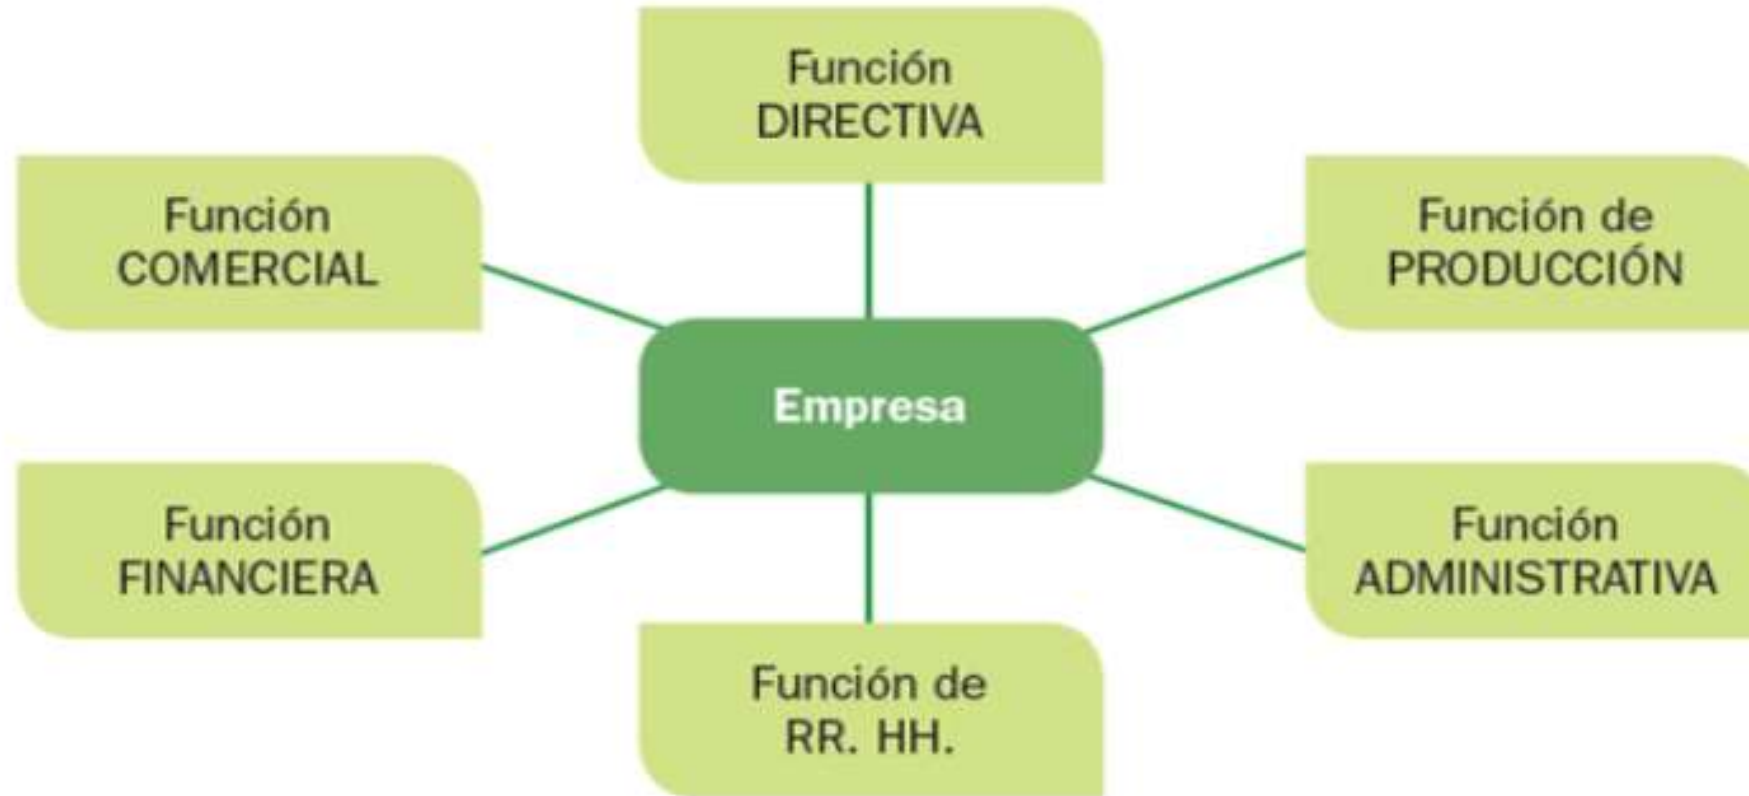 Función
DIRECTIVA
Función
COMERCIAL
Función de
PRODUCCIÓN
Empresa
Función
FINANCIERA
Función
ADMINISTRATIVA
Función de
RR. HH.